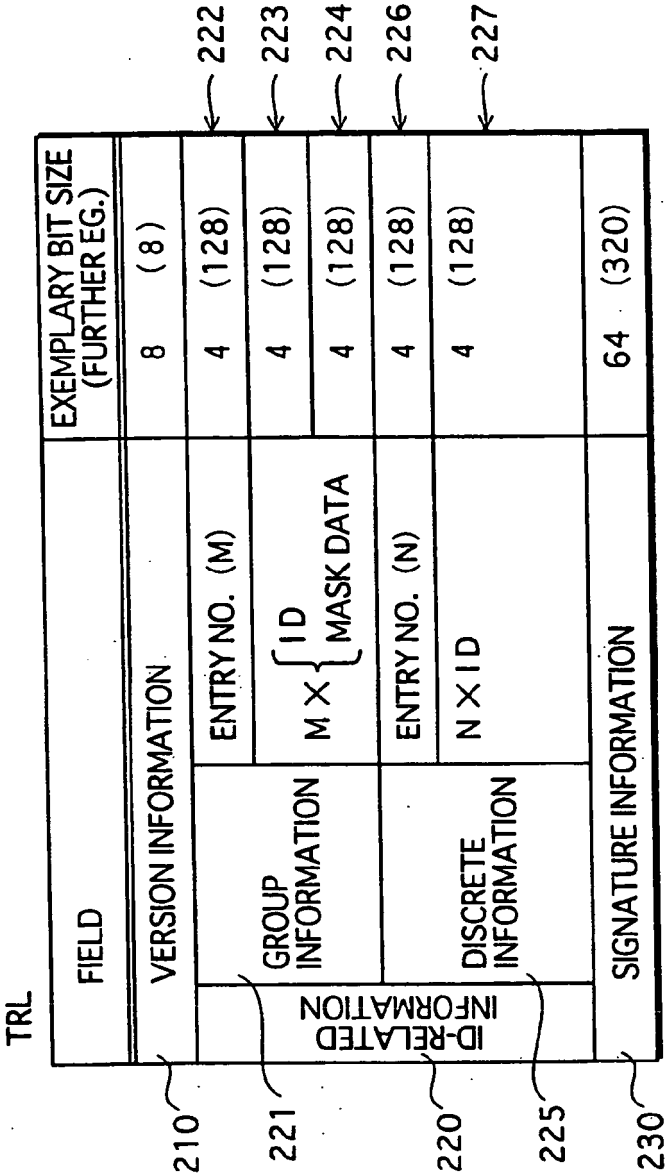 TRL
FIELD
EXEMPLARY BIT SIZE
(FURTHER EG.)
VERSION INFORMATION
8 (8)
ID-RELATED
INFORMATION
GROUP
INFORMATION
ENTRY NO. (M)
4 (128)
M × { ID
MASK DATA
4 (128)
4 (128)
DISCRETE
INFORMATION
ENTRY NO. (N)
4 (128)
N × ID
4 (128)
SIGNATURE INFORMATION
64 (320)
210
221
220
225
230
222
223
224
226
227